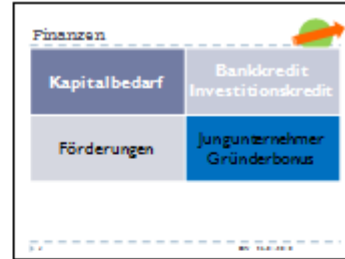 Finanzen
Kapitalbedarf
Bankkredit
Investitionskredit
Förderungen
Jungunternehmer
Gründerbonus